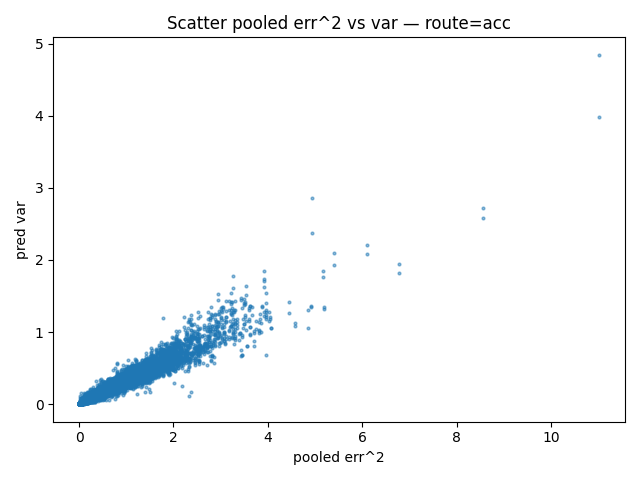 Scatter pooled err^2 vs var — route=acc
5
4
3
2
1
0
pred var
0 2 4 6 8 10
pooled err^2